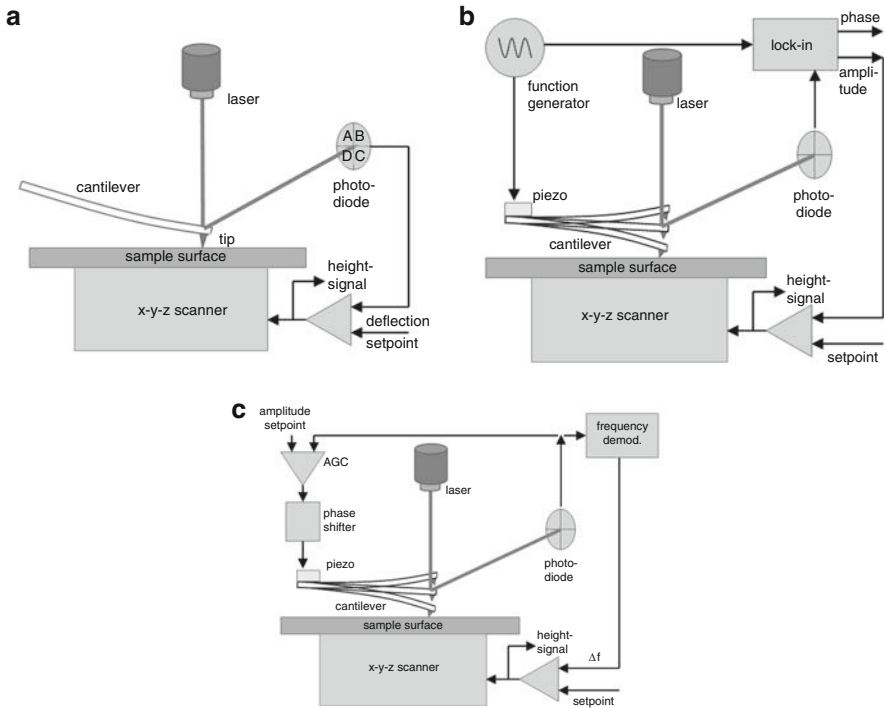 a
laser
A B
D C
photo-
diode
cantilever
tip
sample surface
height-
signal
x-y-z scanner
deflection
setpoint
b
function
generator
lock-in
phase
ampli-
tude
laser
photo-
diode
piezo
cantilever
sample surface
height-
signal
x-y-z scanner
setpoint
c
amplitude
setpoint
frequency
demod.
AGC
laser
phase
shifter
photo-
diode
piezo
cantilever
sample surface
height-
signal
Δf
x-y-z scanner
setpoint